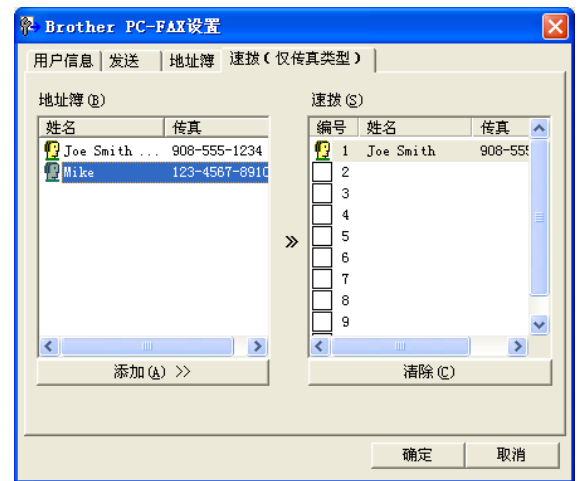 Brother PC-FAX设置
用户信息 发送 地址簿 速拨(仅传真类型)
地址簿(B)
姓名 传真
Joe Smith ... 908-555-1234
Mike 123-4567-8910
速拨(S)
编号 姓名 传真
1 Joe Smith 908-555
2
3
4
5
6
7
8
9
添加(A) >>
»
清除(C)
确定 取消